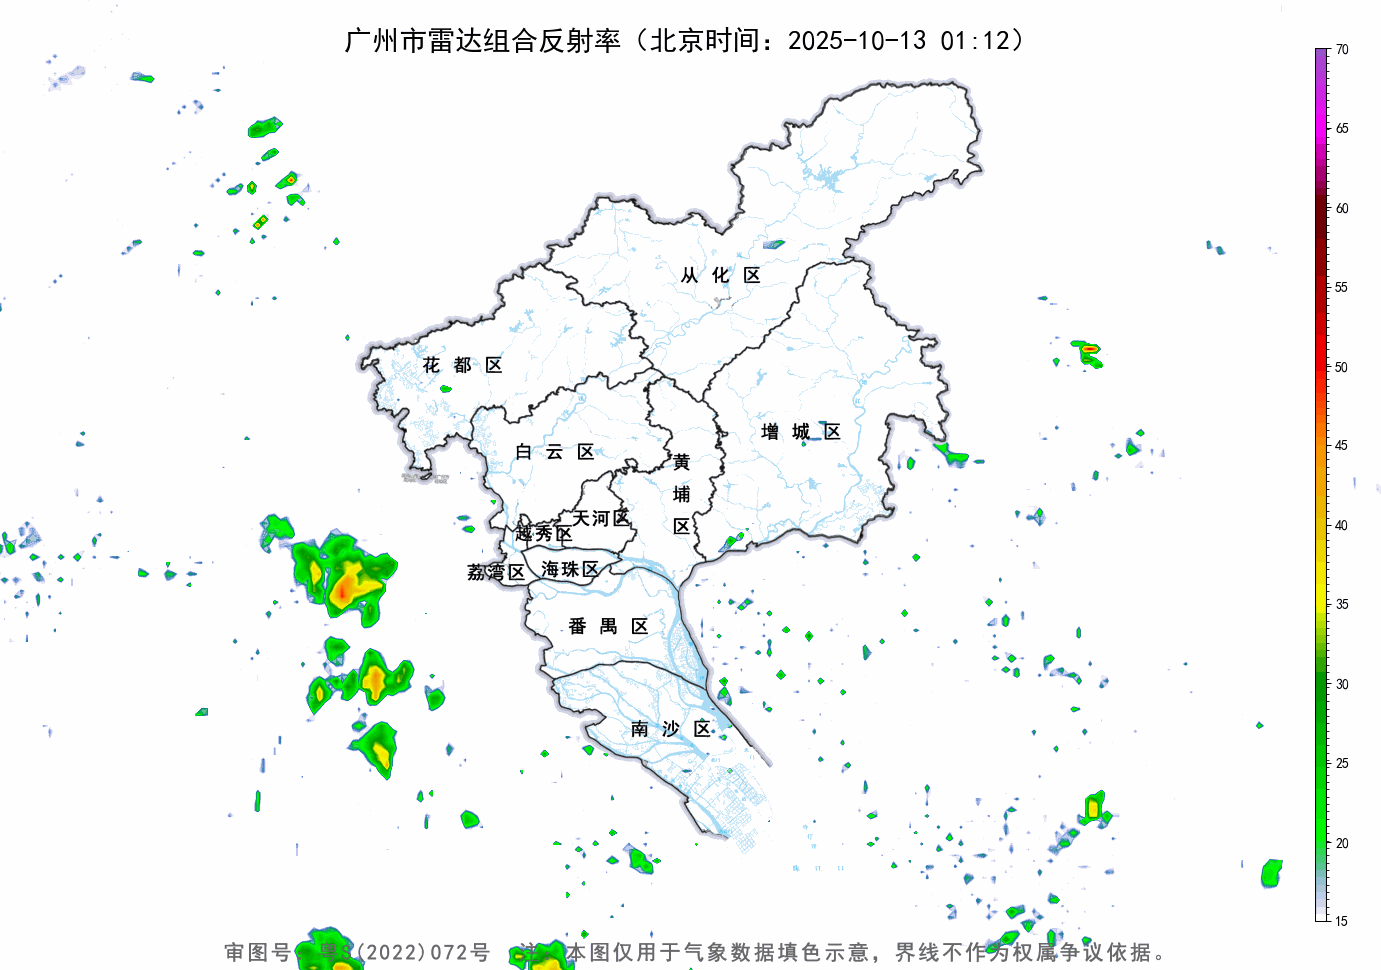 广州市雷达组合反射率（北京时间：2025-10-13 01:12）
70
65
60
55
50
45
40
35
30
25
20
15
从化区
花都区
增城区
白云区
黄埔区
天河区
越秀区
荔湾区
海珠区
番禺区
南沙区
审图号：粤S(2022)072号 注：本图仅用于气象数据填色示意，界线不作为权属争议依据。